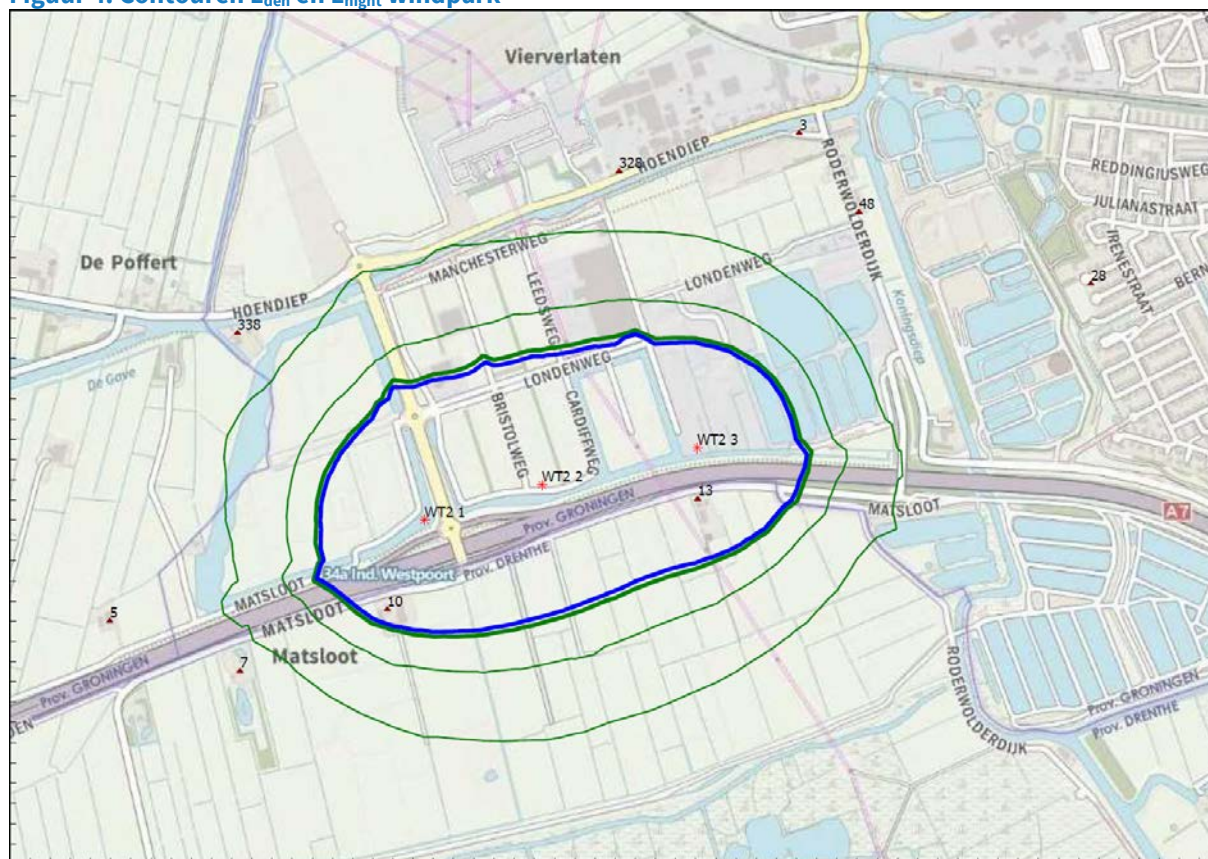 Figuur 4: Contouren Lden en Lnight windpark
Vierverlaten
3
HOENDIEP
328
RODERWOLDERDIJK
REDDINGIUSWEG
48
JULIANASTRAAT
IRENESTRAAT
BERN
De Poffert
MANCHESTERWEG
LEEDSWEG
LONDENWEG
28
HOENDIEP
338
Koningsdiep
De Gave
LONDENWEG
BRISTOLWEG
CARDIFFWEG
WT2 3
WT2 2
13
WT2 1
Prov. GRONINGEN
MATSLOOT
A7
Prov. DRENTHE
34a Ind. Westpoort
MATSLOOT
10
5
MATSLOOT
Matsloot
7
RODERWOLDERDIJK
Prov. GRONINGEN
Prov. GRONINGEN
Prov. DRENTHE
DEN